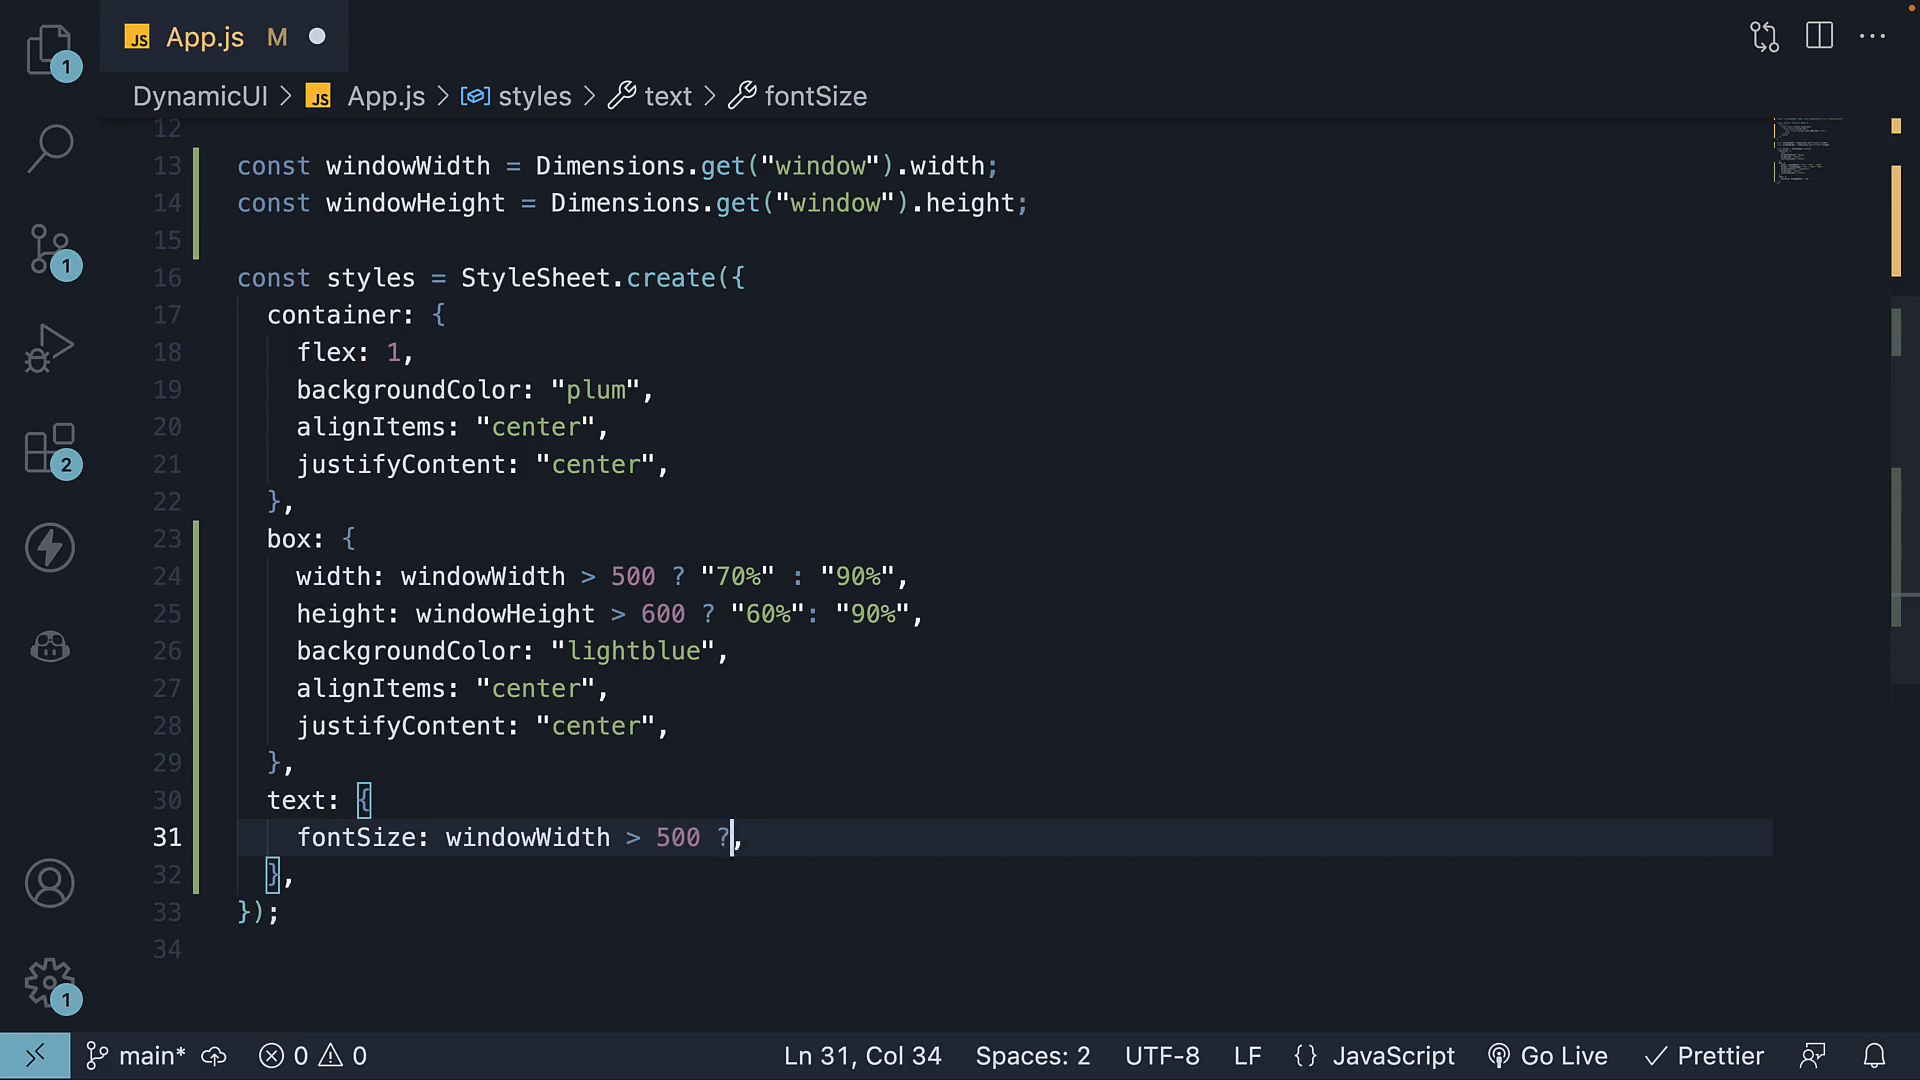 JS App.js M
DynamicUI > JS App.js > styles > text > fontSize
12
13 const windowWidth = Dimensions.get("window").width;
14 const windowHeight = Dimensions.get("window").height;
15
16 const styles = StyleSheet.create({
17 container: {
18 flex: 1,
19 backgroundColor: "plum",
20 alignItems: "center",
21 justifyContent: "center",
22 },
23 box: {
24 width: windowWidth > 500 ? "70%" : "90%",
25 height: windowHeight > 600 ? "60%": "90%",
26 backgroundColor: "lightblue",
27 alignItems: "center",
28 justifyContent: "center",
29 },
30 text: {
31 fontSize: windowWidth > 500 ?,
32 },
33 });
34
1
1
2
1
main* 0 0 Ln 31, Col 34 Spaces: 2 UTF-8 LF {} JavaScript Go Live Prettier